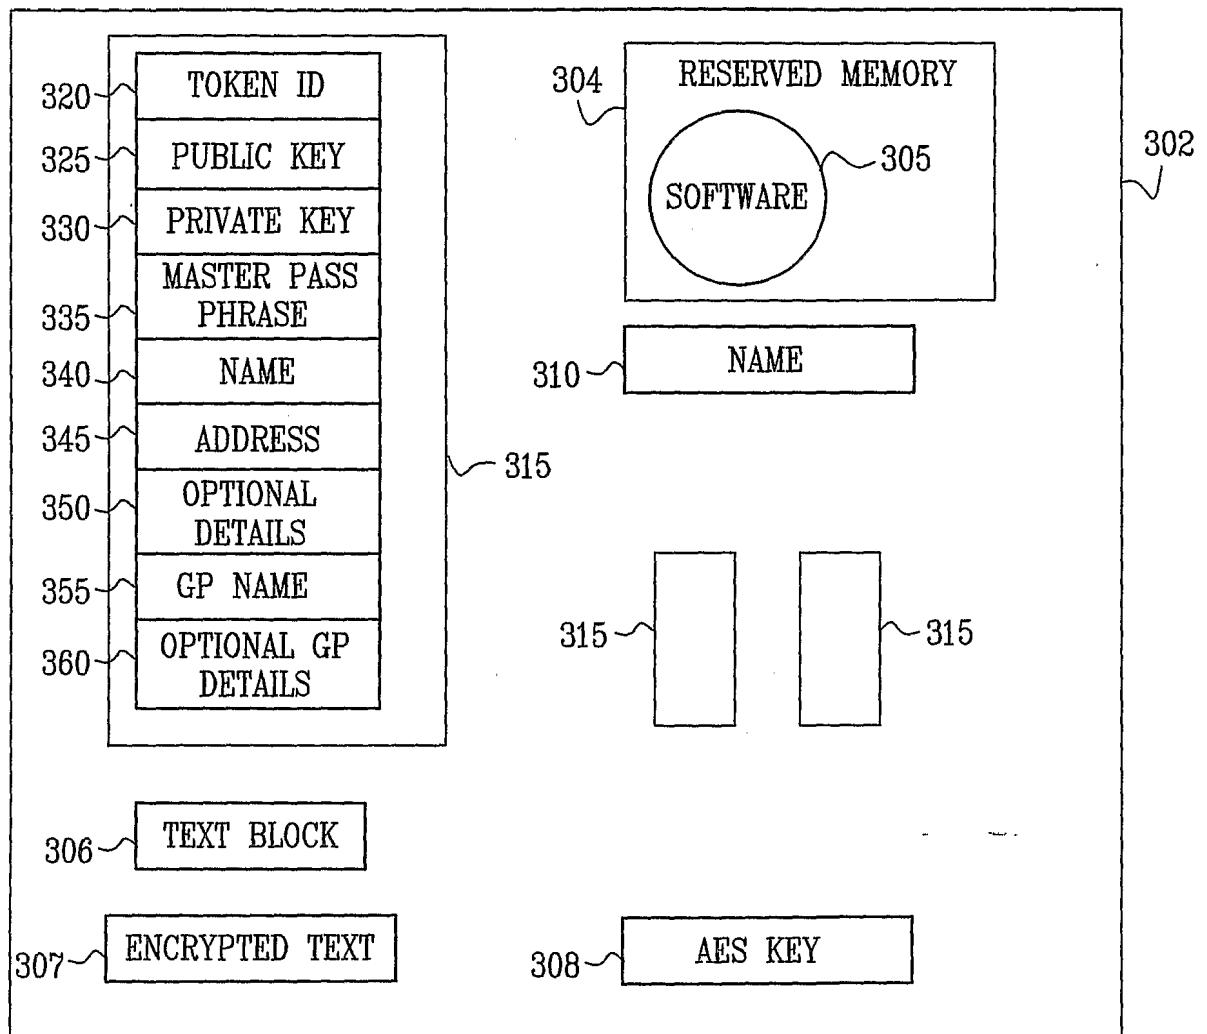 320 TOKEN ID
325 PUBLIC KEY
330 PRIVATE KEY
MASTER PASS
335 PHRASE
340 NAME
345 ADDRESS
350 OPTIONAL
DETAILS
355 GP NAME
360 OPTIONAL GP
DETAILS
315
304 RESERVED MEMORY
305
SOFTWARE
302
310 NAME
315
315
306 TEXT BLOCK
307 ENCRYPTED TEXT
308 AES KEY